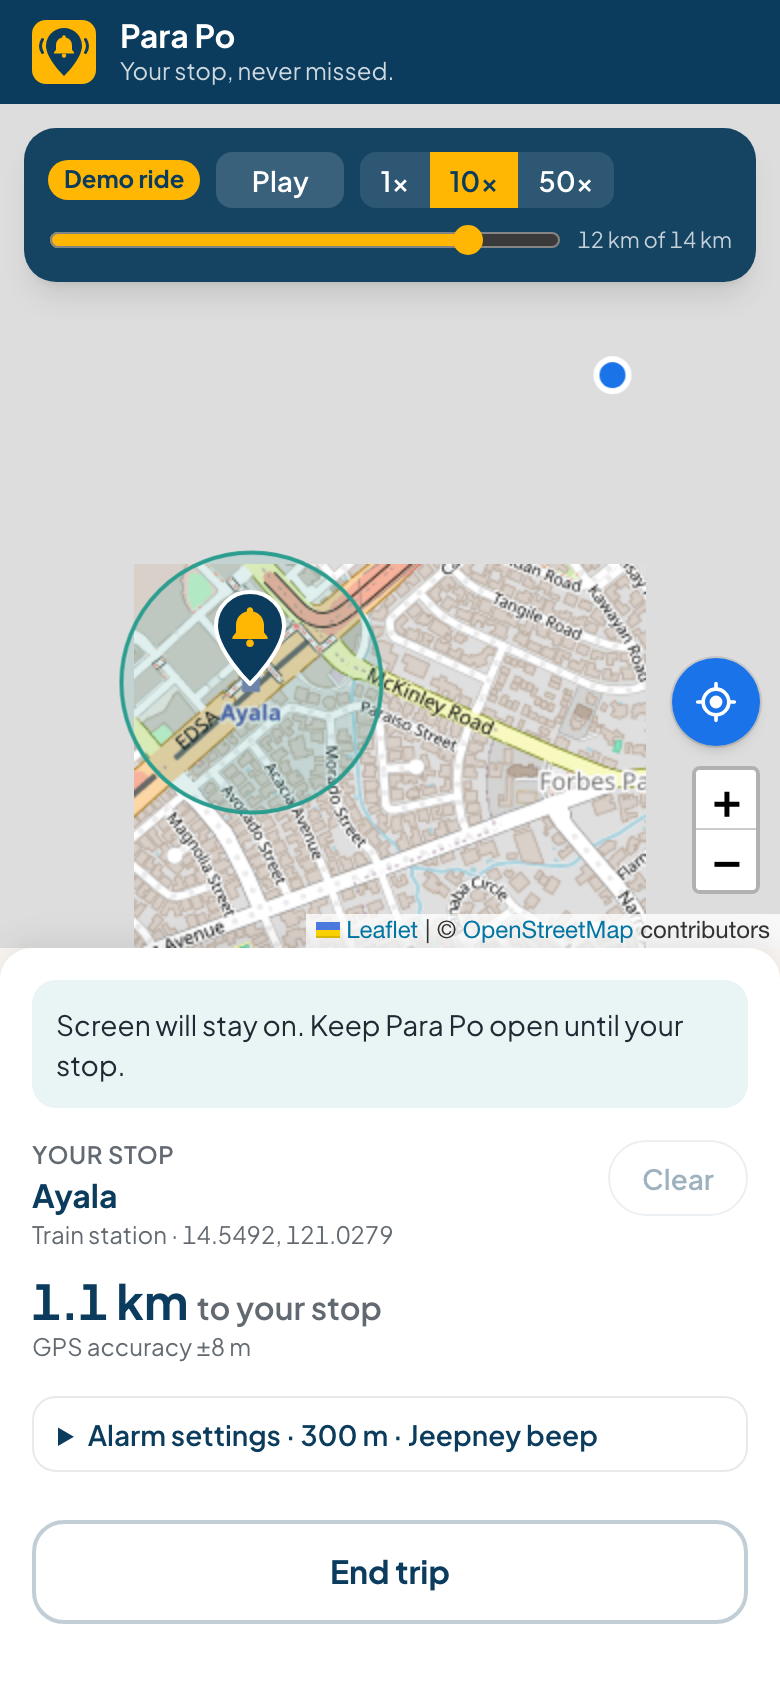 Para Po
Your stop, never missed.
Demo ride
Play
1×
10×
50×
12 km of 14 km
Tangile Road
Kawayan Road
McKinley Road
Paraiso Street
EDSA
Ayala
Morado Street
Acacia Avenue
Avocado Street
Magnolia Street
Forbes Pa
Avenue
+
−
Leaflet | © OpenStreetMap contributors
Screen will stay on. Keep Para Po open until your
stop.
YOUR STOP
Ayala
Clear
Train station · 14.5492, 121.0279
1.1 km to your stop
GPS accuracy ±8 m
Alarm settings · 300 m · Jeepney beep
End trip